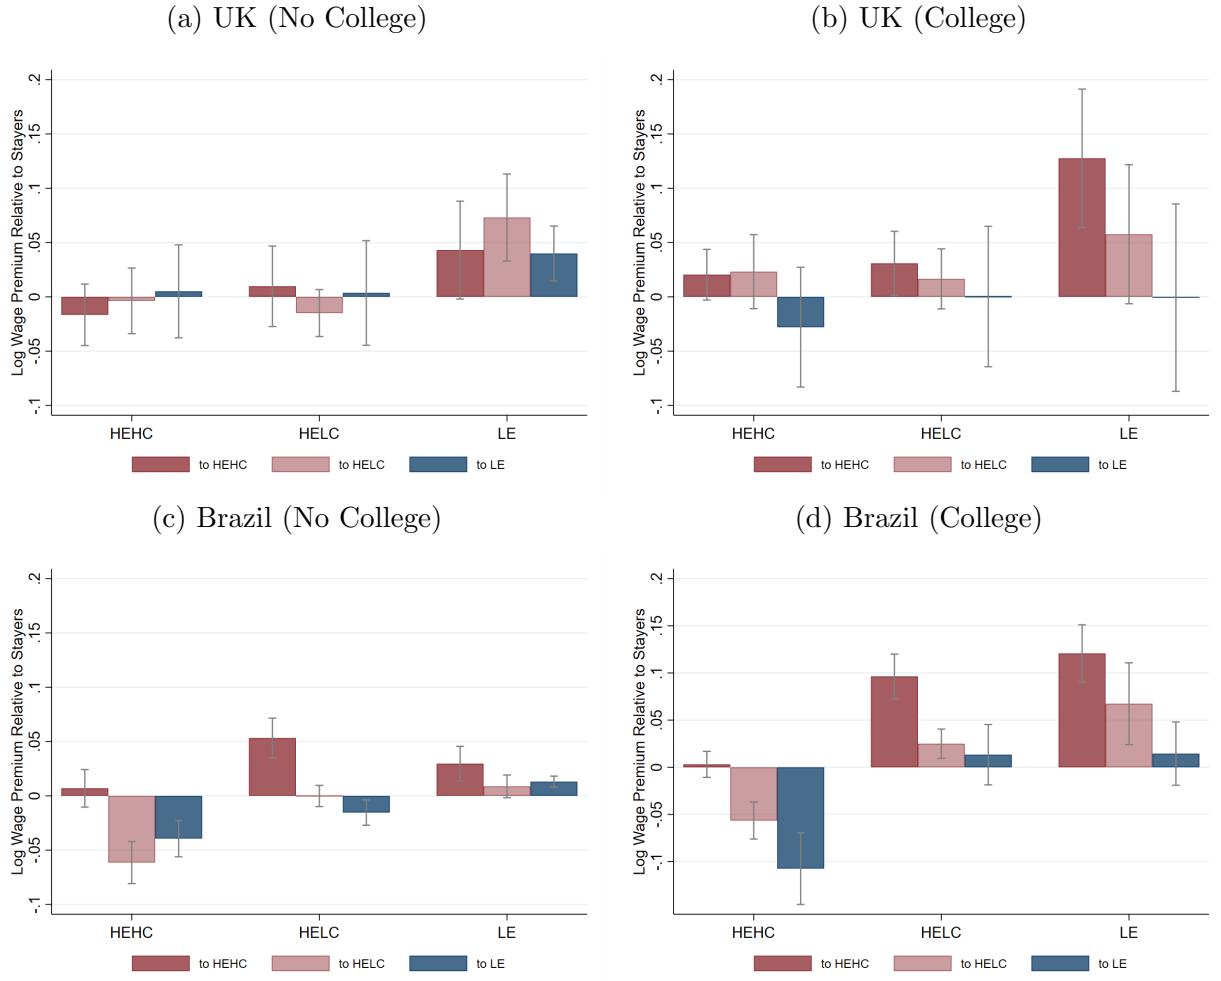 (a) UK (No College)
Log Wage Premium Relative to Stayers
.2
.15
.1
.05
0
-.05
-.1
HEHC HELC LE
to HEHC to HELC to LE
(b) UK (College)
Log Wage Premium Relative to Stayers
.2
.15
.1
.05
0
-.05
-.1
HEHC HELC LE
to HEHC to HELC to LE
(c) Brazil (No College)
Log Wage Premium Relative to Stayers
.2
.15
.1
.05
0
-.05
-.1
HEHC HELC LE
to HEHC to HELC to LE
(d) Brazil (College)
Log Wage Premium Relative to Stayers
.2
.15
.1
.05
0
-.05
-.1
HEHC HELC LE
to HEHC to HELC to LE